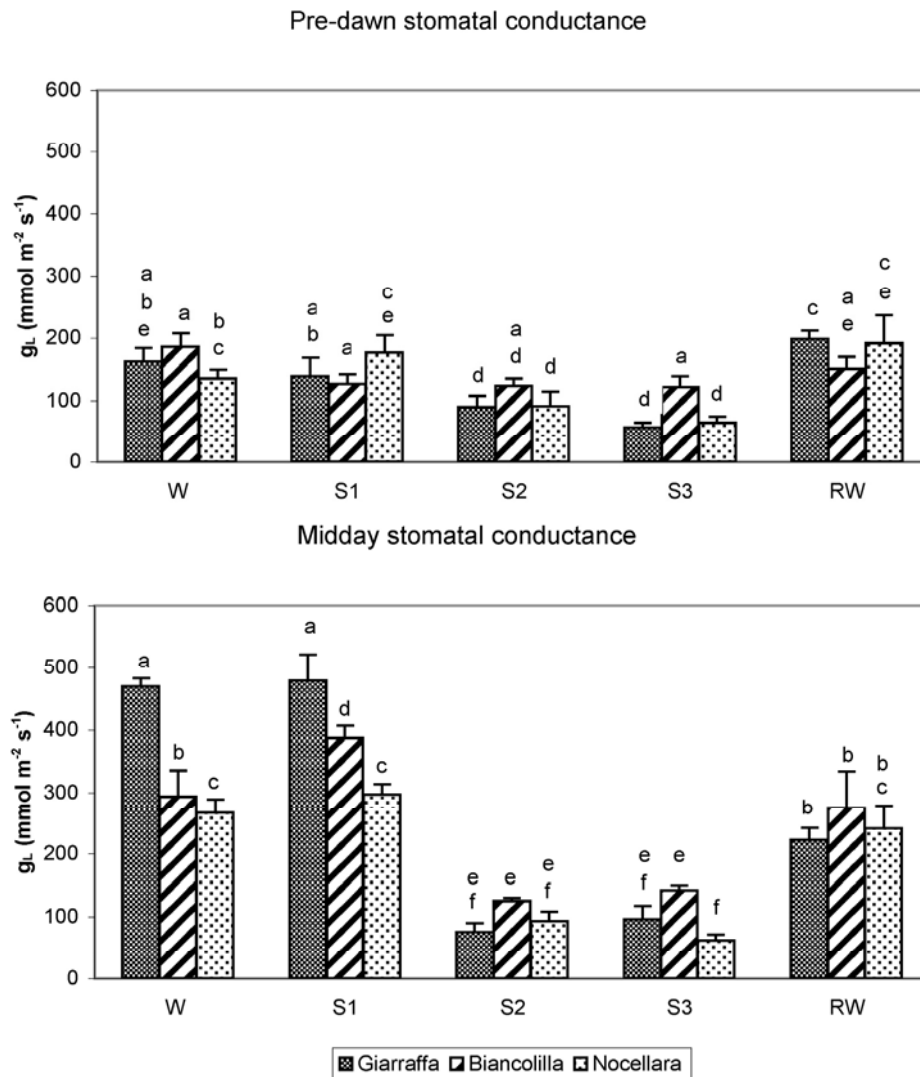 Pre-dawn stomatal conductance
600
500
400
300
200
100
0
gL (mmol m-2 s-1)
a
b
e
a
b
c
a
b
a
c
e
d
a
d
d
d
a
d
c
a
e
c
e
W S1 S2 S3 RW
Midday stomatal conductance
600
500
400
300
200
100
0
gL (mmol m-2 s-1)
a
b
c
a
d
c
e
f
e
e
f
e
f
e
f
b
b
b
c
W S1 S2 S3 RW
Giarraffa Biancolilla Nocellara